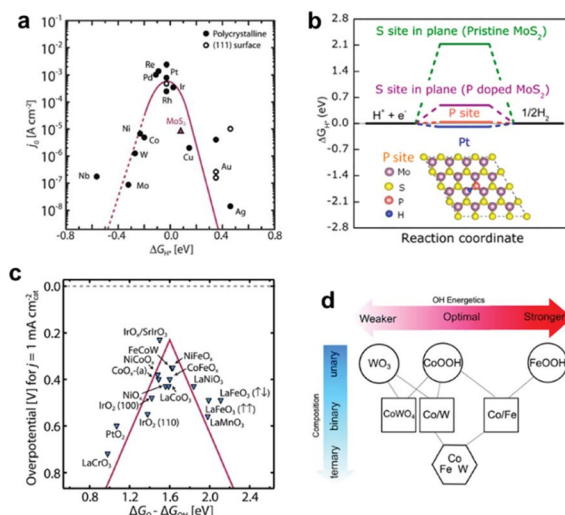 a
Polycrystalline
(111) surface
Re
Pt
Pd
Ir
Rh
Ni
Co
MoS₂
W
Cu
Nb
Mo
Au
Ag
j₀ [A cm⁻²]
10⁻¹
10⁻²
10⁻³
10⁻⁴
10⁻⁵
10⁻⁶
10⁻⁷
10⁻⁸
-0.8
-0.4
0.0
0.4
0.8
ΔG_H* [eV]
b
S site in plane (Pristine MoS₂)
S site in plane (P doped MoS₂)
H⁺ + e⁻
P site
1/2H₂
Pt
P site
Mo
S
P
H
ΔG_H* (eV)
2.8
2.1
1.4
0.7
0.0
-0.7
-1.4
-2.1
-2.8
Reaction coordinate
c
IrOₓ/SrIrO₃
FeCoW
NiFeOₓ
NiCoOₓ
CoFeOₓ
CoOₓ-(a)
LaNiO₃
NiOₓ
LaFeO₃ (↑↓)
IrO₂ (100)
LaCoO₃
LaFeO₃ (↑↑)
IrO₂ (110)
LaMnO₃
PtO₂
LaCrO₃
Overpotential [V] for j = 1 mA cm⁻²cat
0.0
0.2
0.4
0.6
0.8
0.8
1.2
1.6
2.0
2.4
ΔG_O - ΔG_OH [eV]
d
OH Energetics
Weaker
Optimal
Stronger
Composition
unary
binary
ternary
WO₃
CoOOH
FeOOH
CoWO₄
Co/W
Co/Fe
Co
Fe W